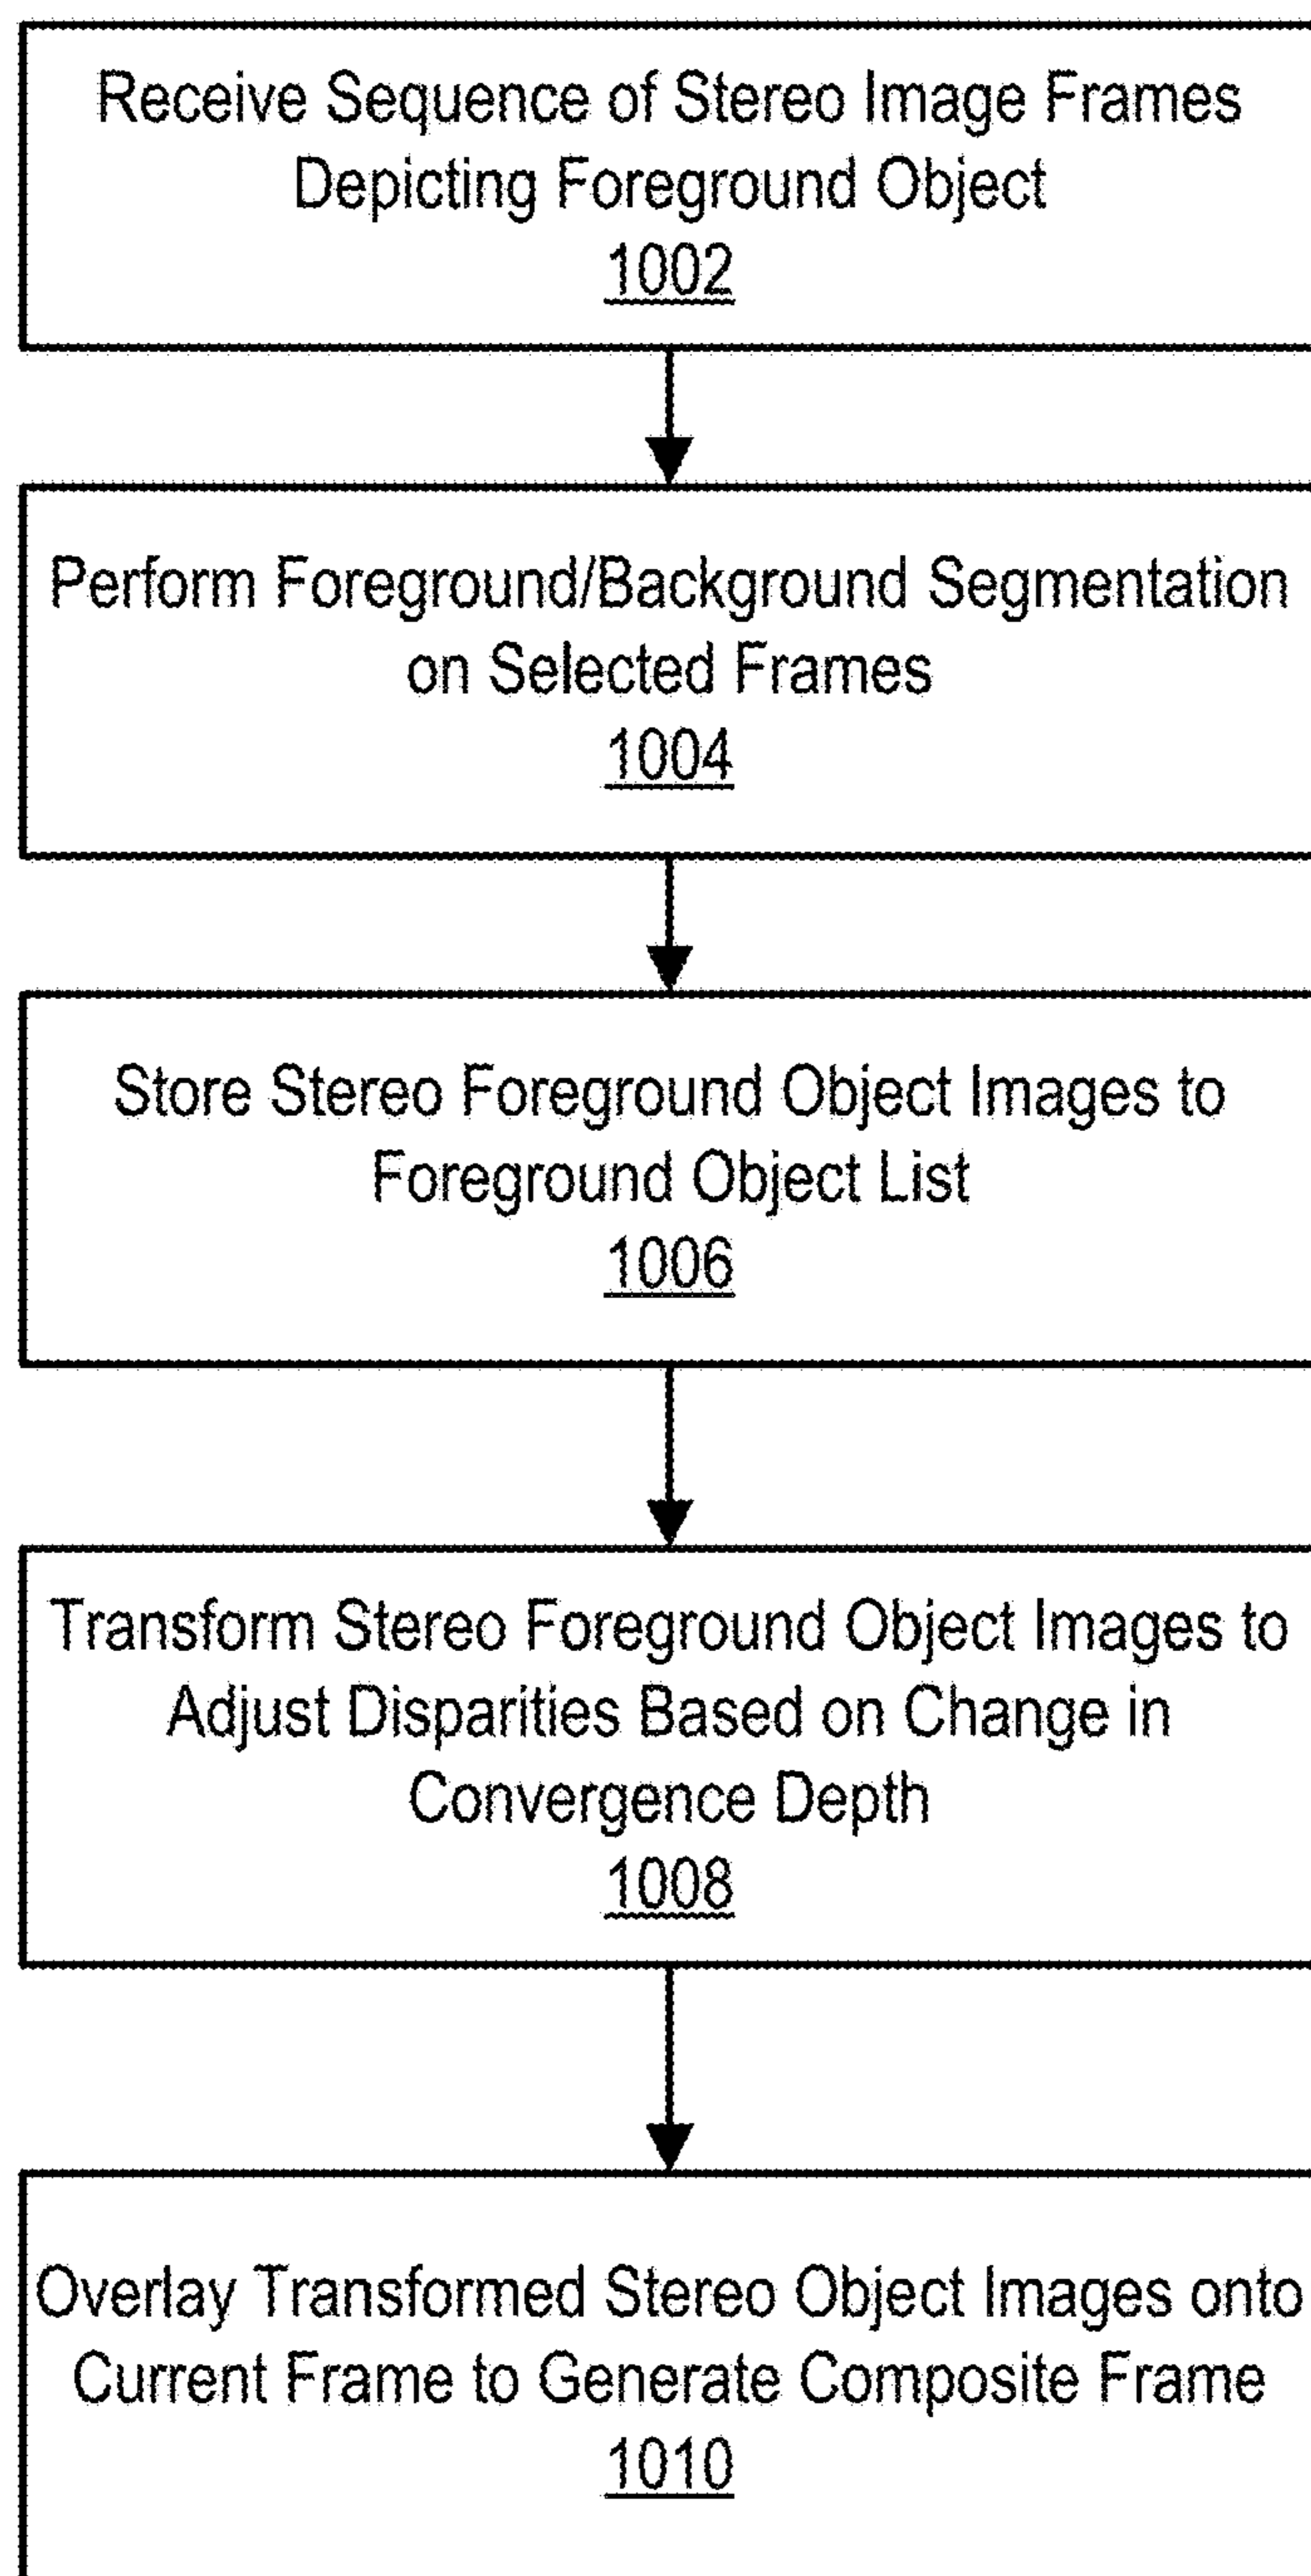 Receive Sequence of Stereo Image Frames
Depicting Foreground Object
1002
Perform Foreground/Background Segmentation
on Selected Frames
1004
Store Stereo Foreground Object Images to
Foreground Object List
1006
Transform Stereo Foreground Object Images to
Adjust Disparities Based on Change in
Convergence Depth
1008
Overlay Transformed Stereo Object Images onto
Current Frame to Generate Composite Frame
1010